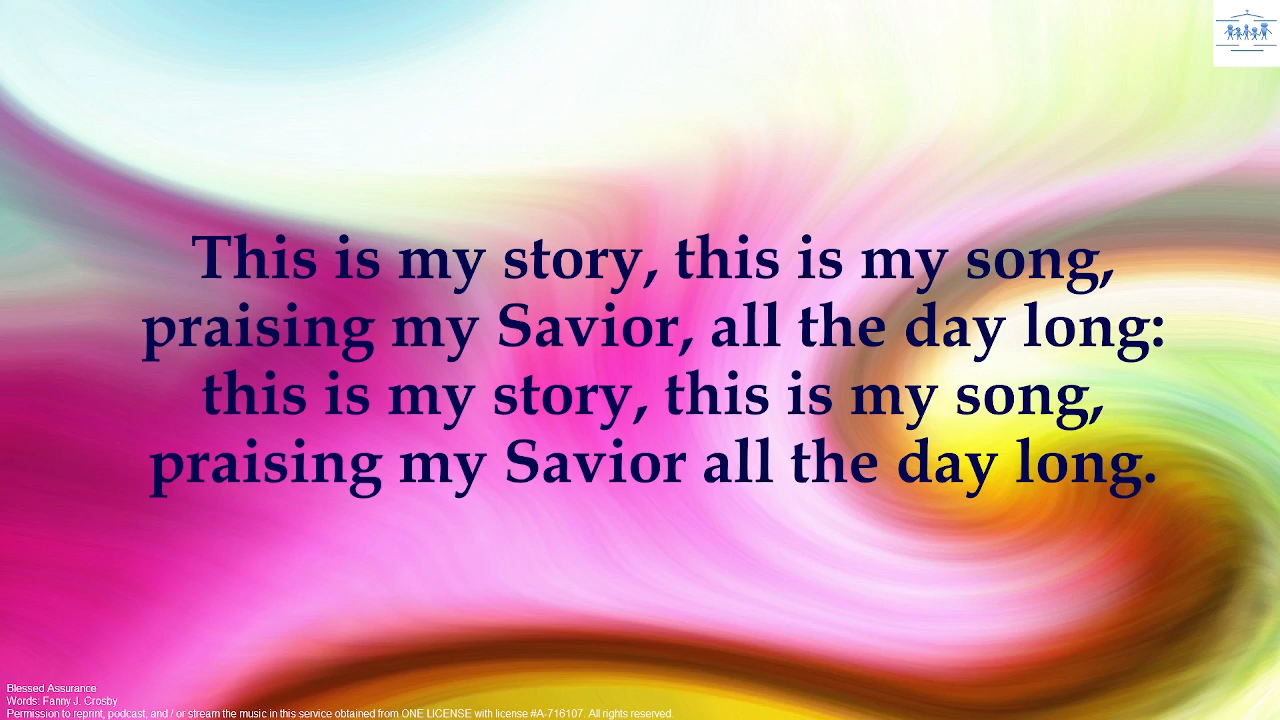 This is my story, this is my song,
praising my Savior, all the day long:
this is my story, this is my song,
praising my Savior all the day long.
Blessed Assurance
Words: Fanny J. Crosby
Permission to reprint, podcast, and / or stream the music in this service obtained from ONE LICENSE with license #A-716107. All rights reserved.